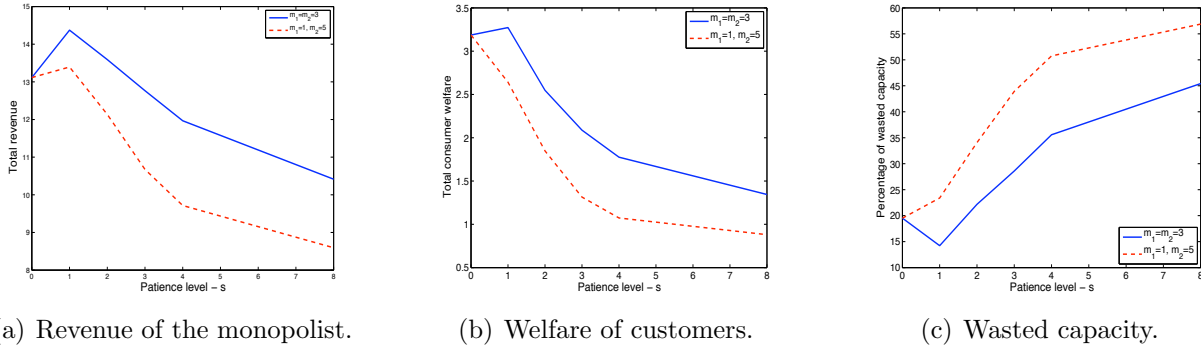 15
14
13
12
11
10
9
8
Total revenue
0 1 2 3 4 5 6 7 8
Patience level – s
m1=m2=3
m1=1, m2=5
(a) Revenue of the monopolist.
3.5
3
2.5
2
1.5
1
0.5
Total consumer welfare
0 1 2 3 4 5 6 7 8
Patience level – s
m1=m2=3
m1=1, m2=5
(b) Welfare of customers.
60
55
50
45
40
35
30
25
20
15
10
Percentage of wasted capacity
0 1 2 3 4 5 6 7 8
Patience level – s
m1=m2=3
m1=1, m2=5
(c) Wasted capacity.